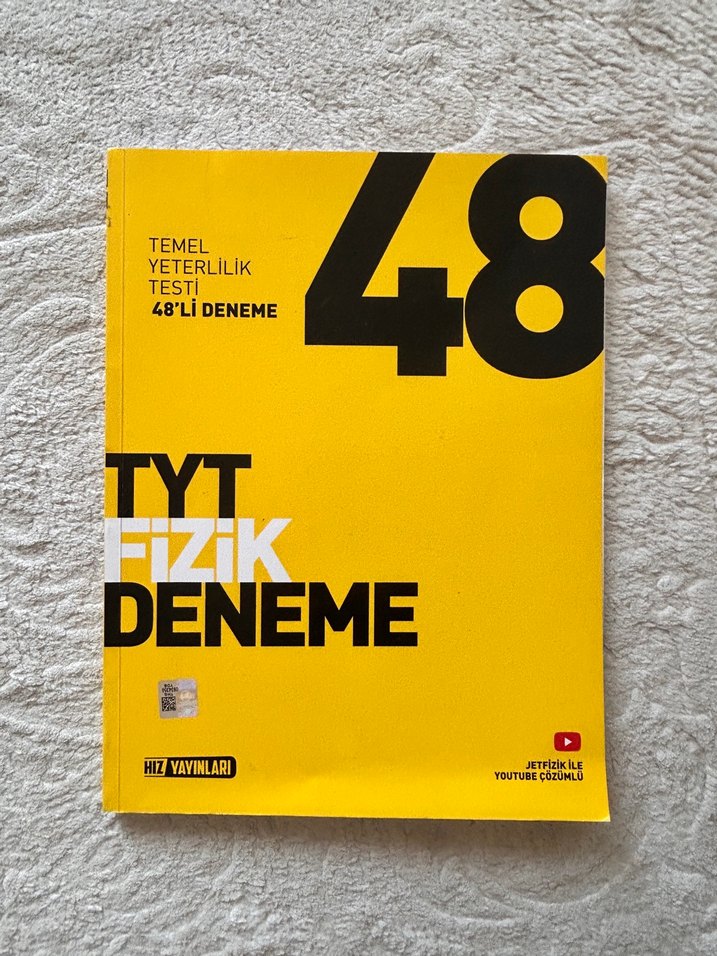 48
TEMEL
YETERLİLİK
TESTİ
48'Lİ DENEME
TYT
FİZİK
DENEME
HIZ YAYINLARI
JETFİZİK İLE
YOUTUBE ÇÖZÜMLÜ